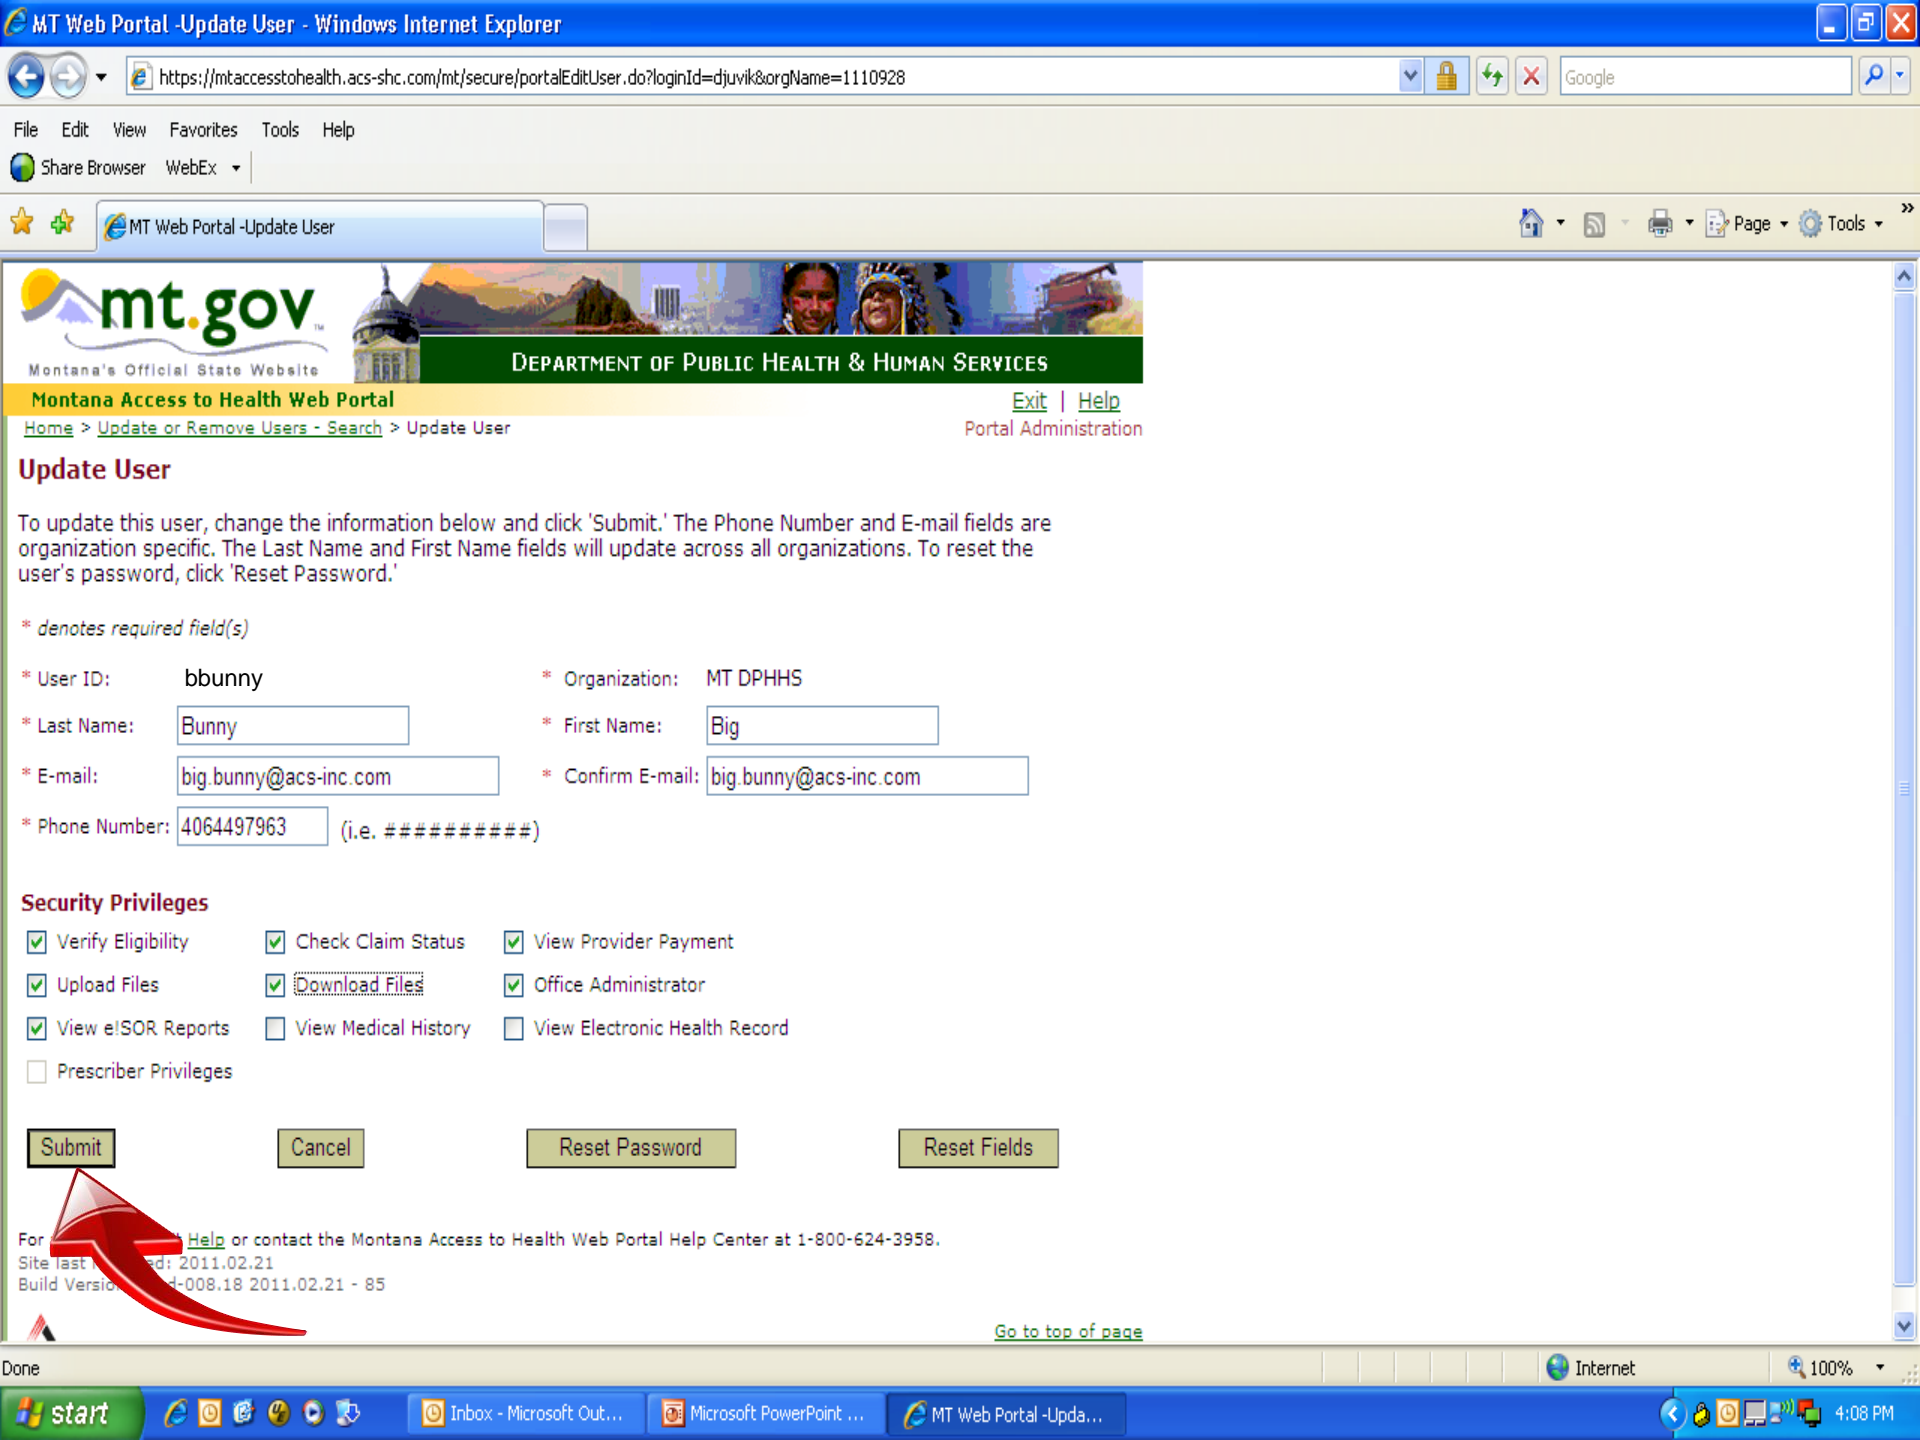 MT Web Portal -Update User - Windows Internet Explorer
https://mtaccesstohealth.acs-shc.com/mt/secure/portalEditUser.do?loginId=djuvik&orgName=1110928
Google
File Edit View Favorites Tools Help
Share Browser WebEx
MT Web Portal -Update User
Page Tools »
mt.gov
™
Montana's Official State Website
DEPARTMENT OF PUBLIC HEALTH & HUMAN SERVICES
Montana Access to Health Web Portal
Exit | Help
Home > Update or Remove Users - Search > Update User
Portal Administration
Update User
To update this user, change the information below and click 'Submit.' The Phone Number and E-mail fields are
organization specific. The Last Name and First Name fields will update across all organizations. To reset the
user's password, click 'Reset Password.'
* denotes required field(s)
* User ID: bbunny * Organization: MT DPHHS
* Last Name: Bunny * First Name: Big
* E-mail: big.bunny@acs-inc.com * Confirm E-mail: big.bunny@acs-inc.com
* Phone Number: 4064497963 (i.e. ##########)
Security Privileges
Verify Eligibility Check Claim Status View Provider Payment
Upload Files Download Files Office Administrator
View e!SOR Reports View Medical History View Electronic Health Record
Prescriber Privileges
Submit Cancel Reset Password Reset Fields
For Help or contact the Montana Access to Health Web Portal Help Center at 1-800-624-3958.
Site last 2011.02.21
Build -008.18 2011.02.21 - 85
Go to top of page
Done
Internet
100%
start
Inbox - Microsoft Out...
Microsoft PowerPoint ...
MT Web Portal -Upda...
4:08 PM